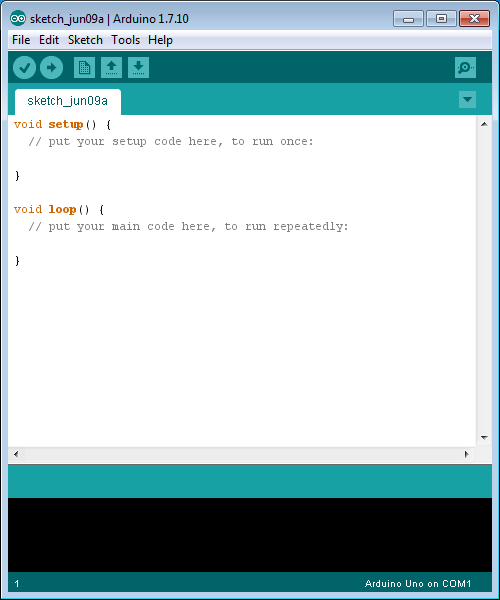 sketch_jun09a | Arduino 1.7.10
File Edit Sketch Tools Help
sketch_jun09a
void setup() {
  // put your setup code here, to run once:
}
void loop() {
  // put your main code here, to run repeatedly:
}
1 Arduino Uno on COM1